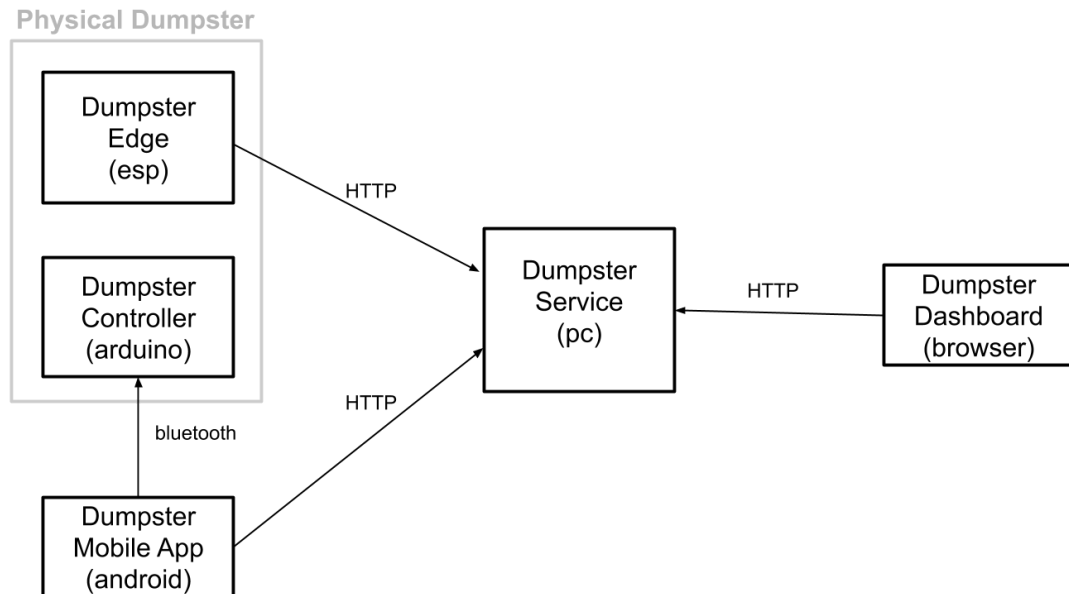 Physical Dumpster
Dumpster
Edge
(esp)
HTTP
Dumpster
Controller
(arduino)
bluetooth
Dumpster
Mobile App
(android)
HTTP
Dumpster
Service
(pc)
HTTP
Dumpster
Dashboard
(browser)